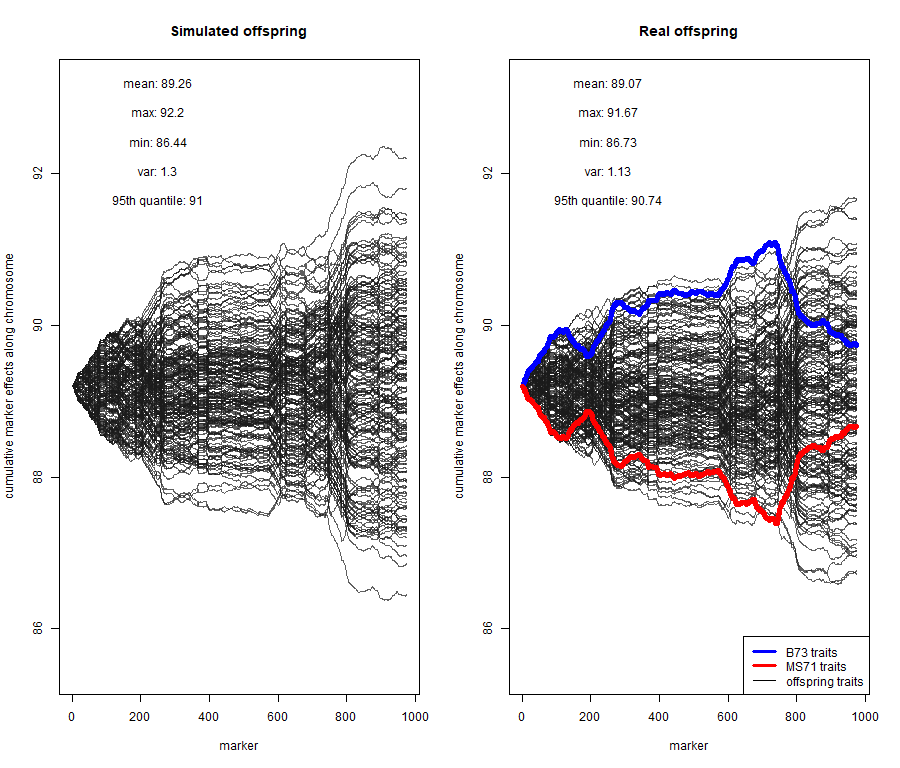 Simulated offspring
mean: 89.26
max: 92.2
min: 86.44
var: 1.3
95th quantile: 91
cumulative marker effects along chromosome
92
90
88
86
0 200 400 600 800 1000
marker
Real offspring
mean: 89.07
max: 91.67
min: 86.73
var: 1.13
95th quantile: 90.74
cumulative marker effects along chromosome
92
90
88
86
B73 traits
MS71 traits
offspring traits
0 200 400 600 800 1000
marker